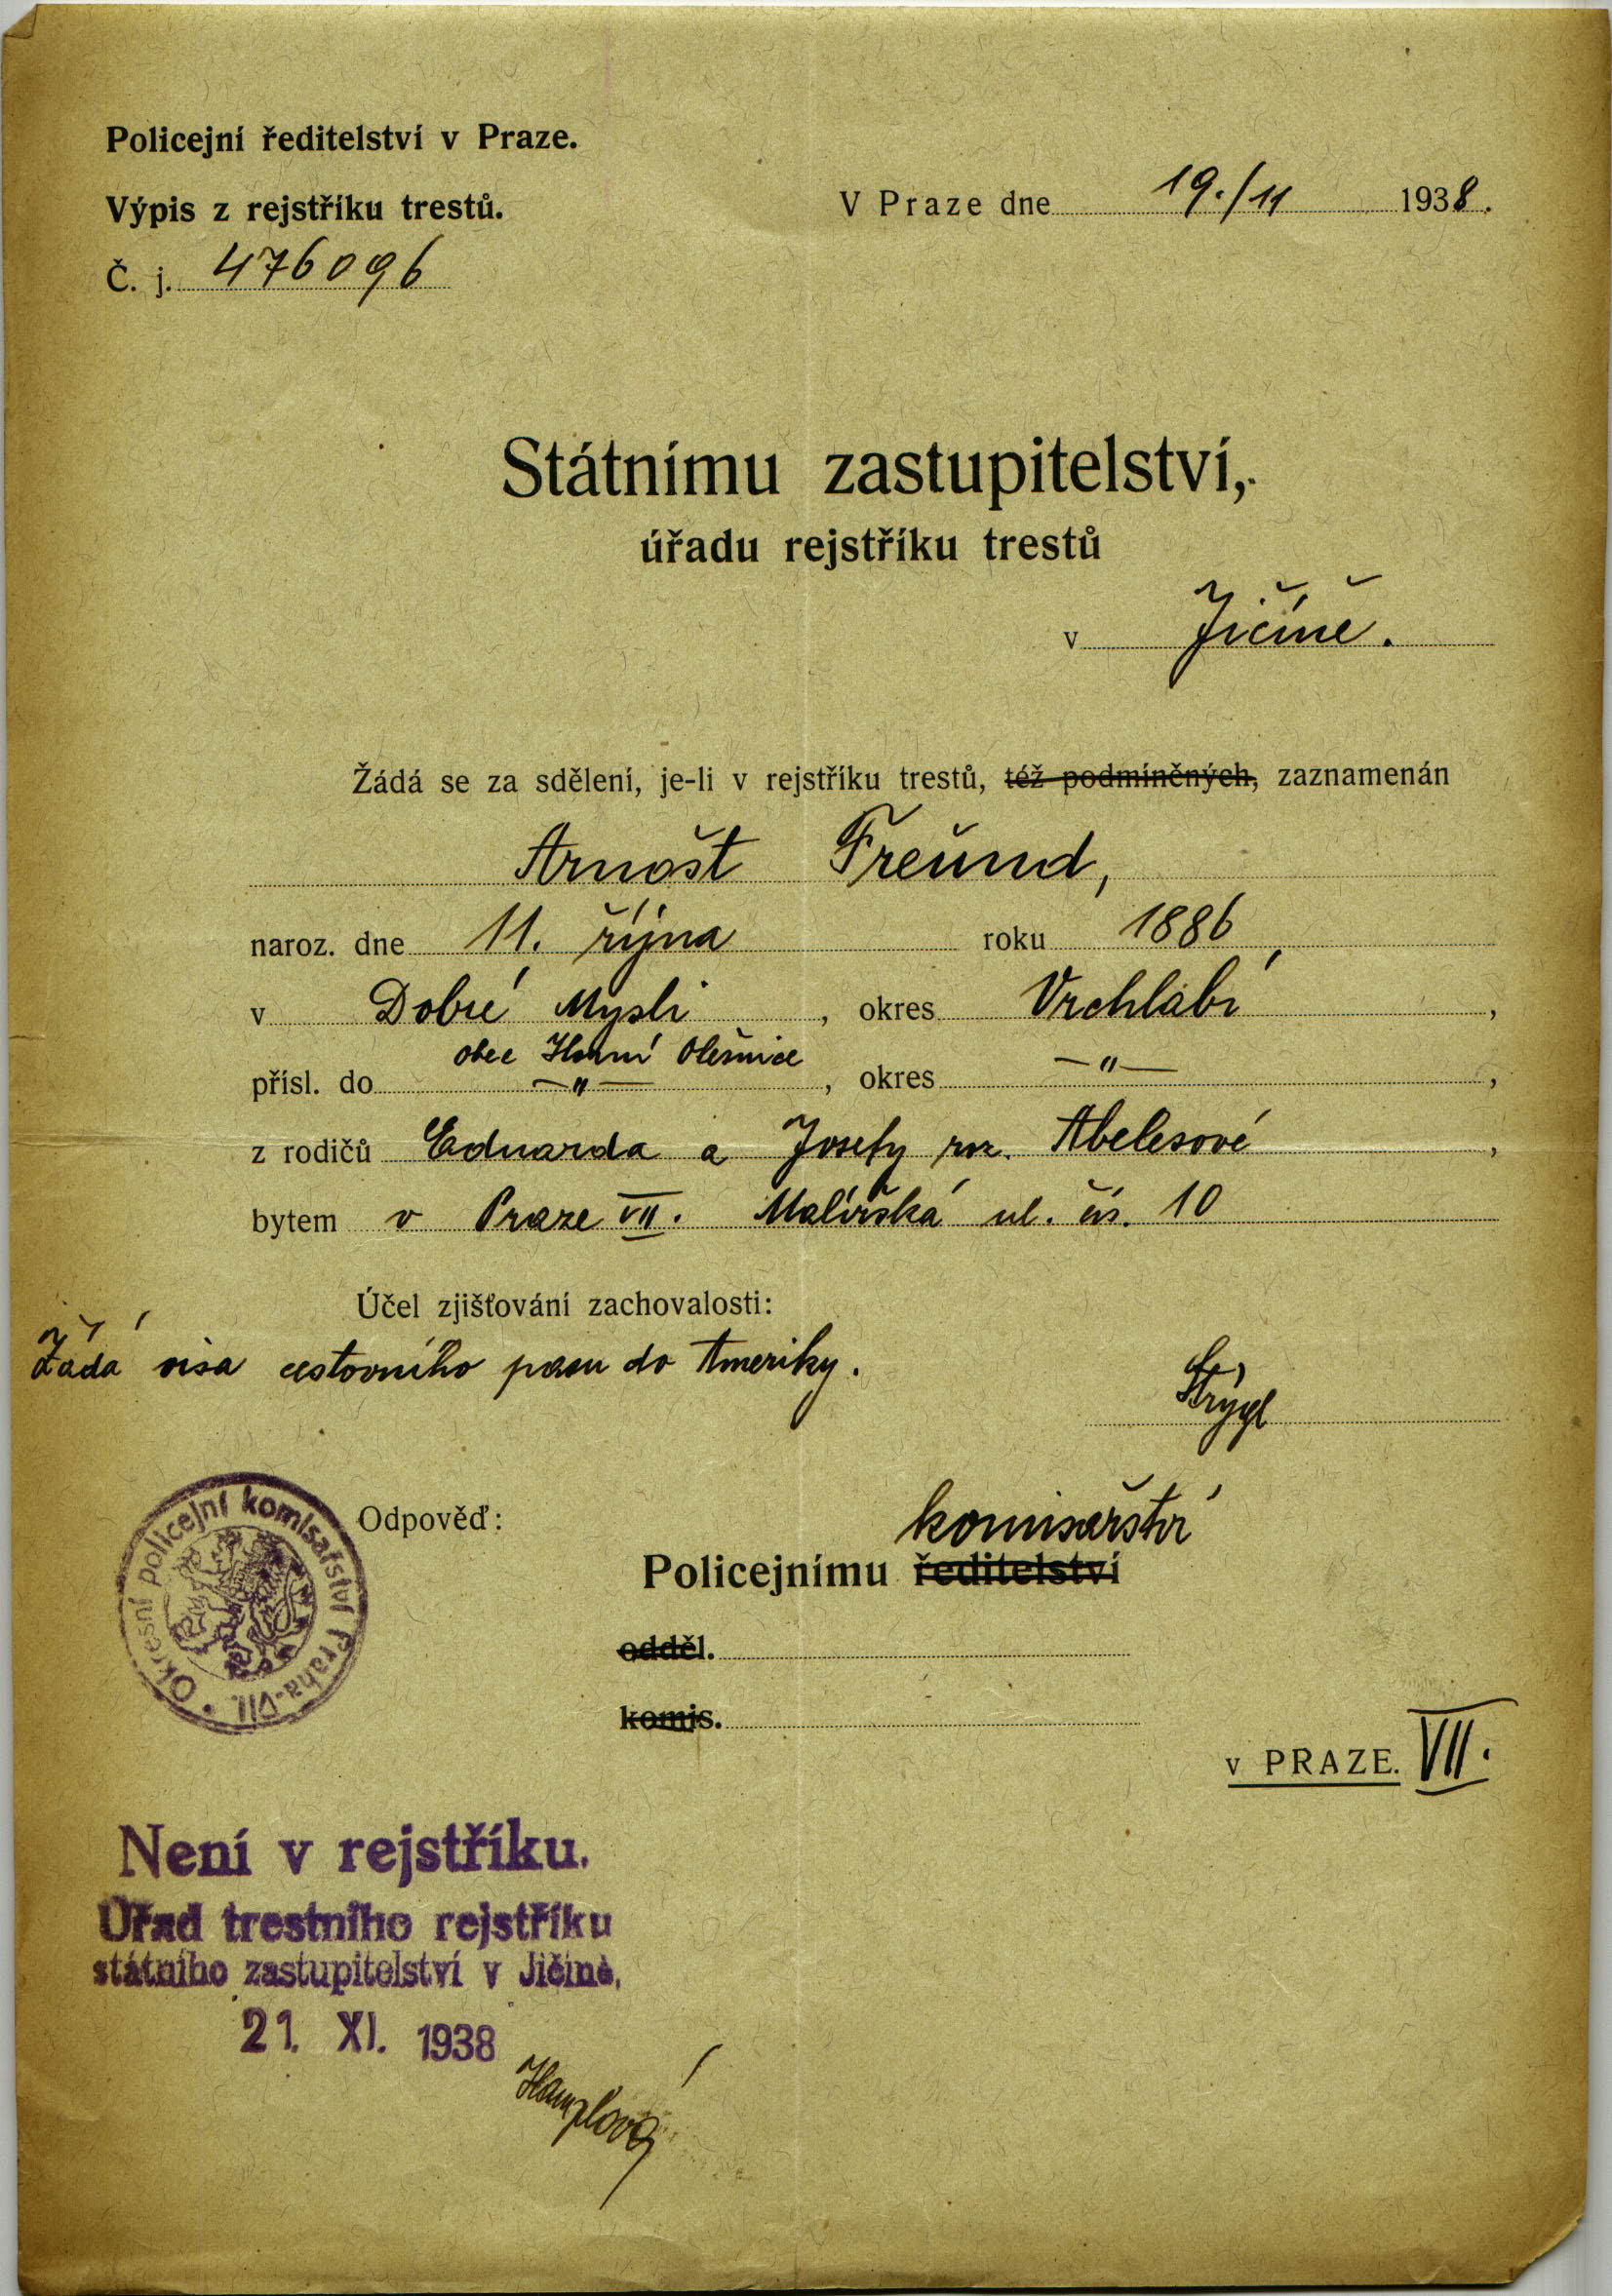 Policejní ředitelství v Praze.
Výpis z rejstříku trestů.
V Praze dne 19./11 1938.
Č. j. 476096
Státnímu zastupitelství,
úřadu rejstříku trestů
v Jičíně.
Žádá se za sdělení, je-li v rejstříku trestů, též podmíněných, zaznamenán
Arnošt Freund,
naroz. dne 11. října roku 1886,
v Dobré Mysli, okres Vrchlabí,
obec Horní Olešnice
přísl. do —"—, okres —"—,
z rodičů Eduarda a Josefy roz. Abelesové,
bytem v Praze VII. Malířská ul. čís. 10
Účel zjišťování zachovalosti:
Žádá visa cestovního pasu do Ameriky.
Strýgl
Okresní policejní komisařství Praha-VII.
Odpověď:
komisařství
Policejnímu ředitelství
odděl.
komis.
v PRAZE. VII.
Není v rejstříku.
Úřad trestního rejstříku
státního zastupitelství v Jičíně,
21. XI. 1938
Hamplová